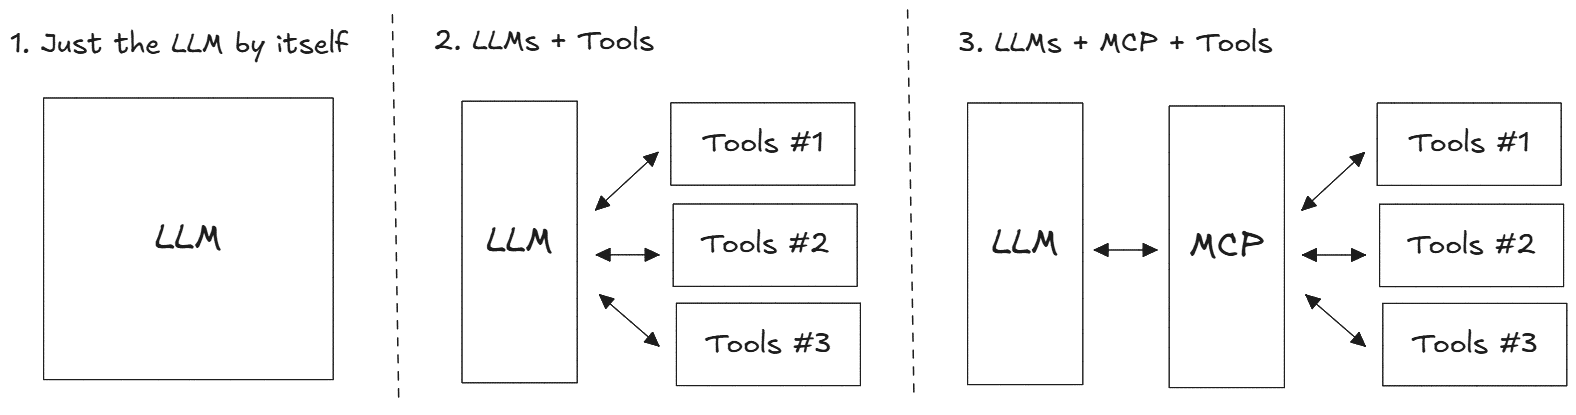 1. Just the LLM by itself
LLM
2. LLMs + Tools
LLM
Tools #1
Tools #2
Tools #3
3. LLMs + MCP + Tools
LLM
MCP
Tools #1
Tools #2
Tools #3